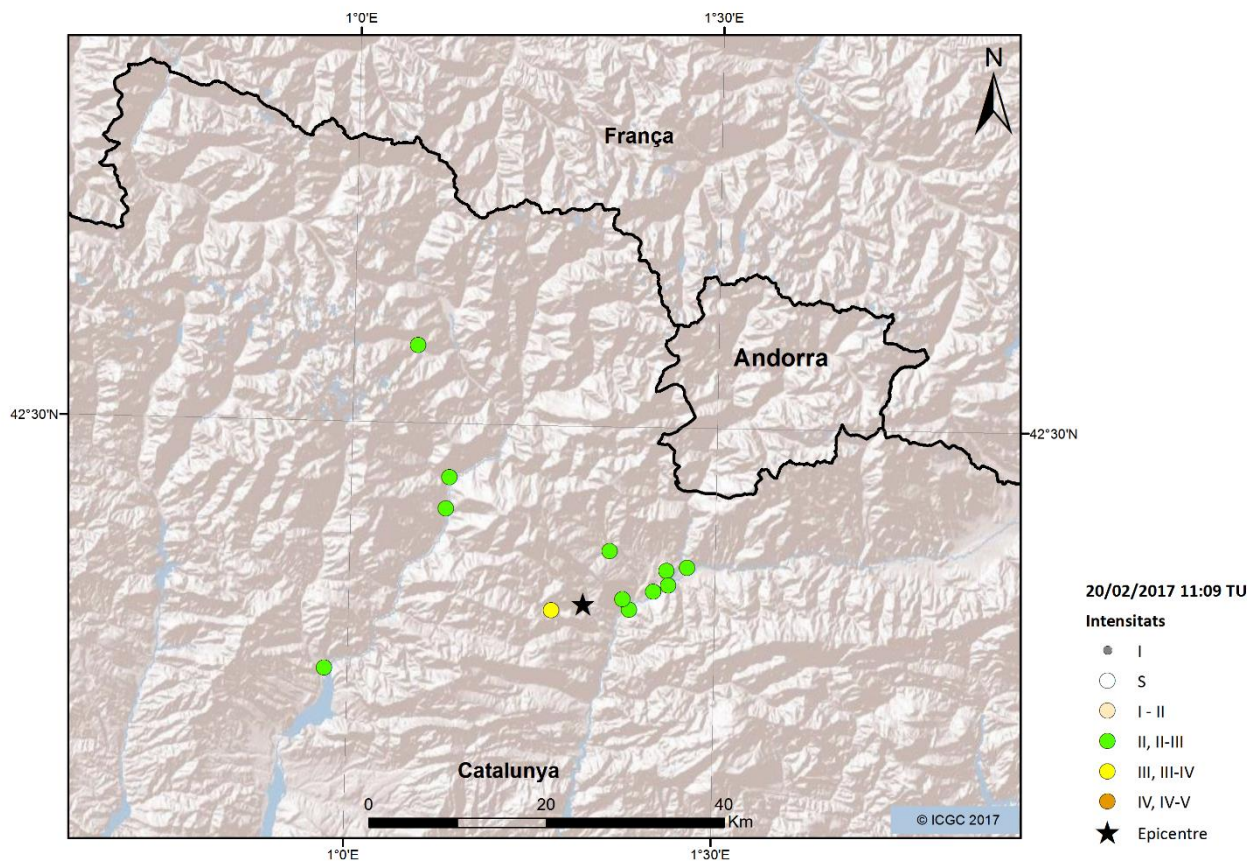 1°0'E 1°30'E
N
França
Andorra
42°30'N 42°30'N
Catalunya
0 20 40
Km
© ICGC 2017
1°0'E 1°30'E
20/02/2017 11:09 TU
Intensitats
I
S
I - II
II, II-III
III, III-IV
IV, IV-V
Epicentre